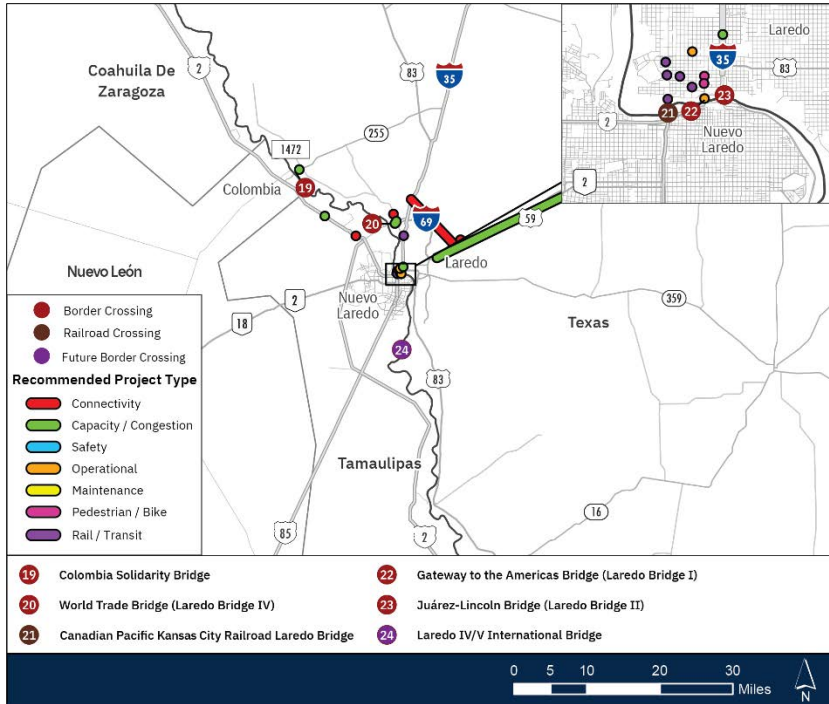 Coahuila De
Zaragoza
2
83
35
255
1472
Colombia
19
20
69
59
2
Laredo
Nuevo León
2
18
Nuevo
Laredo
359
Texas
24
83
Tamaulipas
16
85
2
Laredo
35
83
23
22
21
2
Nuevo
Laredo
Border Crossing
Railroad Crossing
Future Border Crossing
Recommended Project Type
Connectivity
Capacity / Congestion
Safety
Operational
Maintenance
Pedestrian / Bike
Rail / Transit
19 Colombia Solidarity Bridge
20 World Trade Bridge (Laredo Bridge IV)
21 Canadian Pacific Kansas City Railroad Laredo Bridge
22 Gateway to the Americas Bridge (Laredo Bridge I)
23 Juárez-Lincoln Bridge (Laredo Bridge II)
24 Laredo IV/V International Bridge
0 5 10 20 30
Miles
N